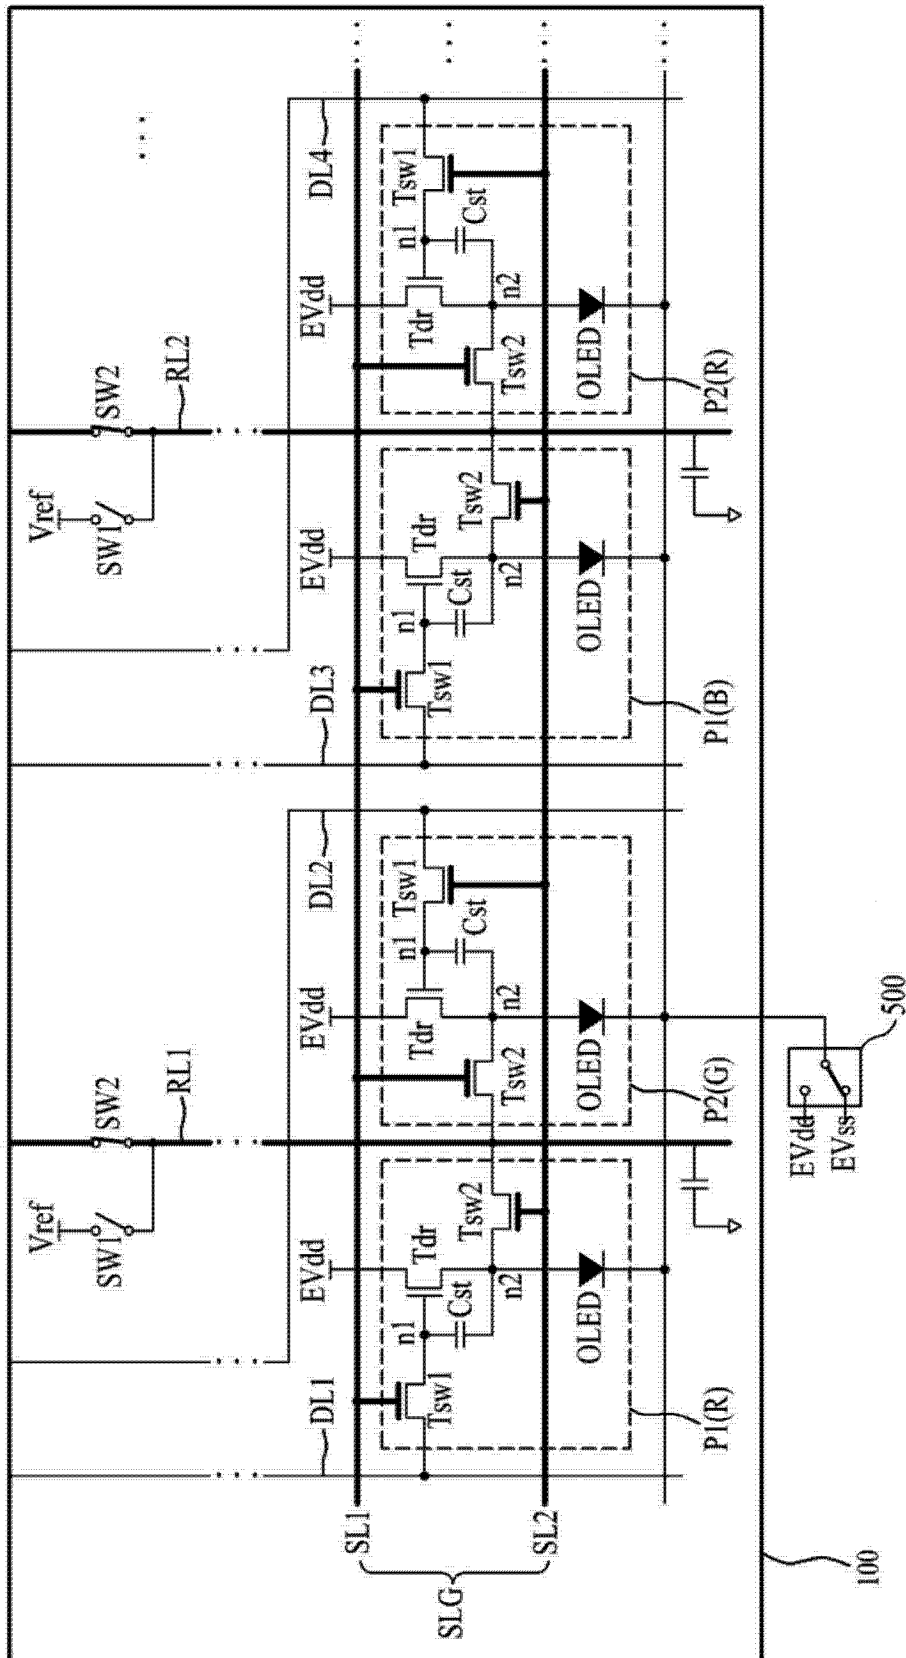 Vref
SW1
SW2
Vref
SW1
SW2
RL1
RL2
. . .
DL1
EVdd
EVdd
DL2
DL3
EVdd
EVdd
DL4
SLG
SL1
SL2
Tsw1
n1
Cst
Tdr
n2
Tsw2
OLED
P1(R)
Tsw2
Tdr
n2
n1
Cst
Tsw1
OLED
P2(G)
Tsw1
n1
Cst
Tdr
n2
Tsw2
OLED
P1(B)
Tsw2
Tdr
n2
n1
Cst
Tsw1
OLED
P2(R)
100
EVdd
EVss
500